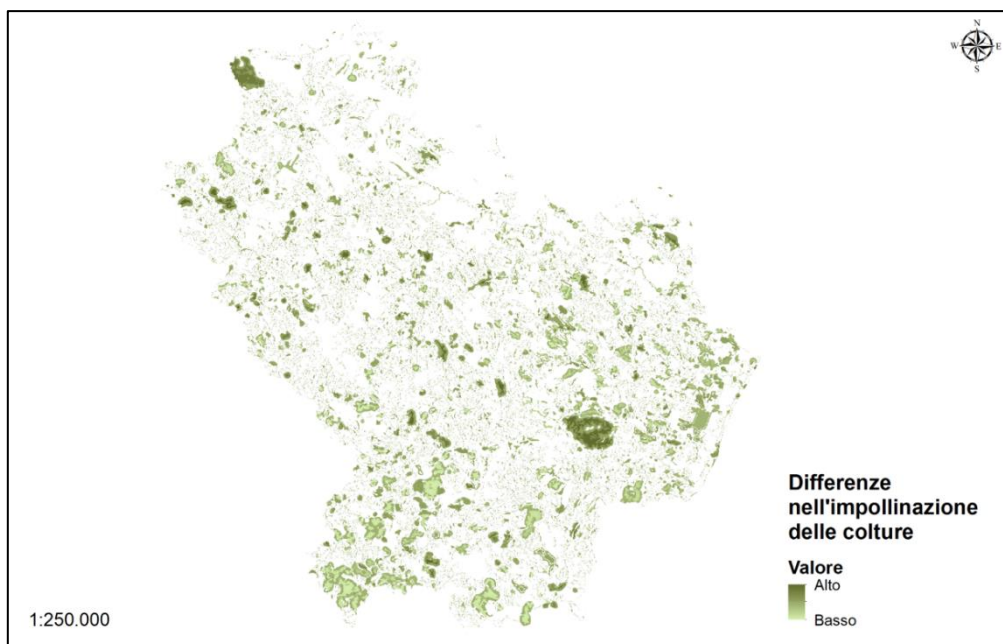 N
W E
S
Differenze
nell'impollinazione
delle colture
Valore
Alto
Basso
1:250.000